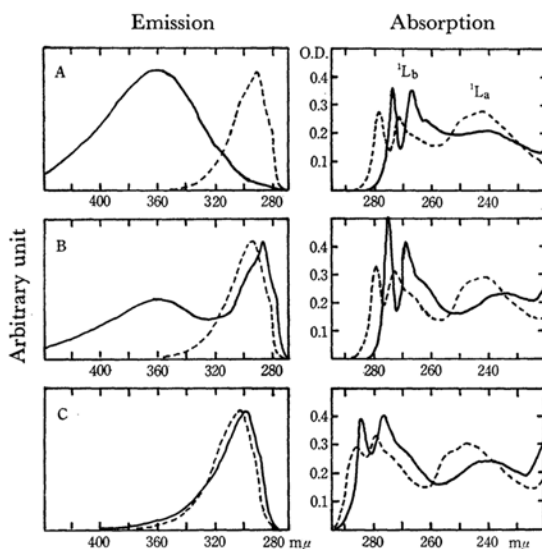 Emission
Absorption
Arbitrary unit
A
400 360 320 280
O.D.
0.4
0.3
0.2
0.1
¹Lb
¹La
280 260 240
B
400 360 320 280
0.4
0.3
0.2
0.1
280 260 240
C
400 360 320 280 mμ
0.4
0.3
0.2
0.1
280 260 240 mμ